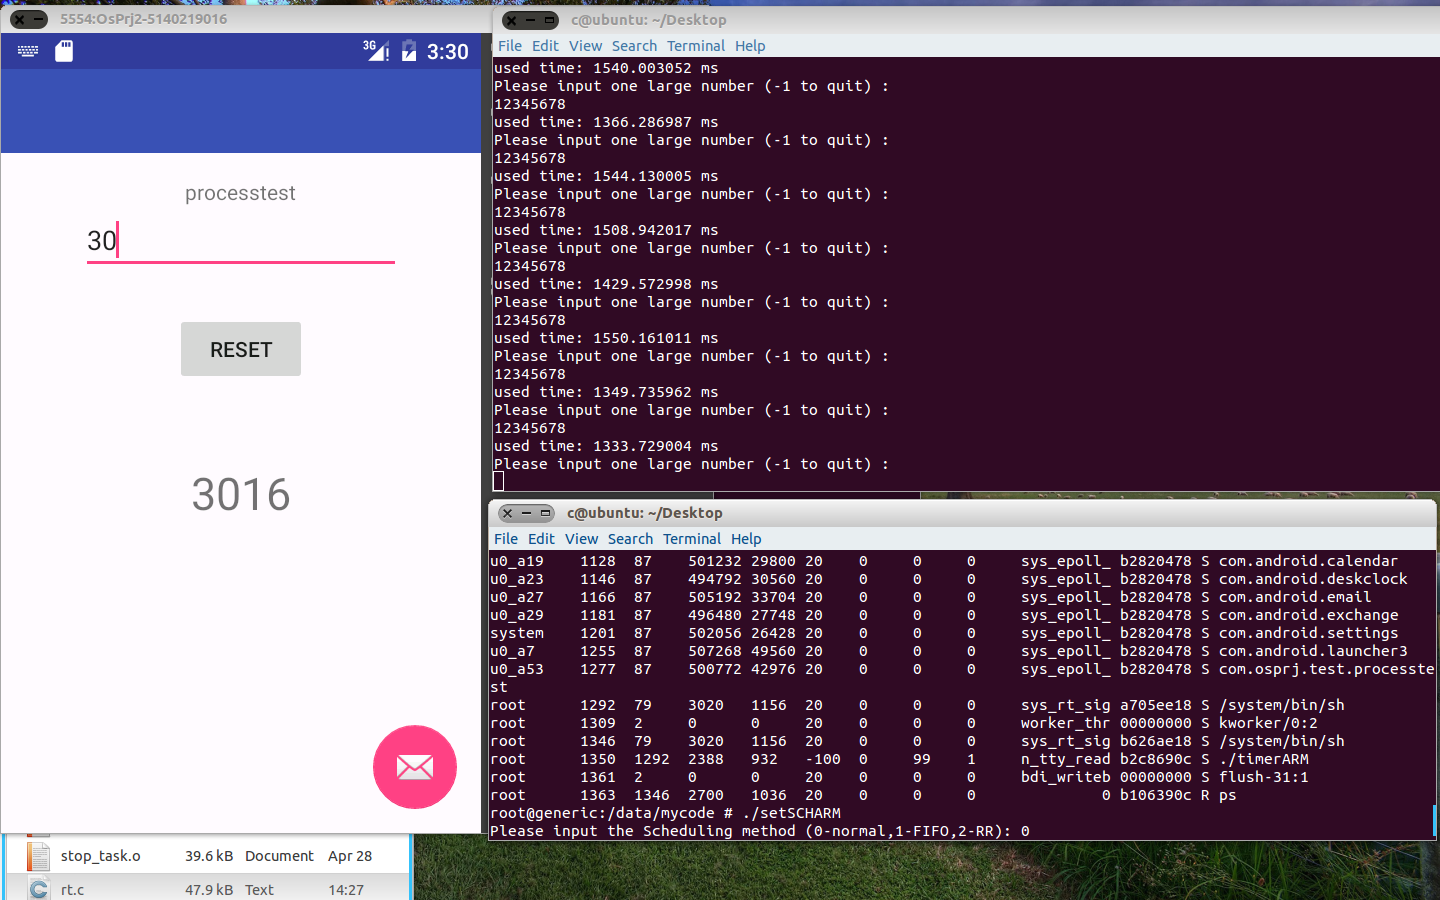 5554:OsPrj2-5140219016
3G 3:30
processtest
30
RESET
3016
c@ubuntu: ~/Desktop
File Edit View Search Terminal Help
used time: 1540.003052 ms
Please input one large number (-1 to quit) :
12345678
used time: 1366.286987 ms
Please input one large number (-1 to quit) :
12345678
used time: 1544.130005 ms
Please input one large number (-1 to quit) :
12345678
used time: 1508.942017 ms
Please input one large number (-1 to quit) :
12345678
used time: 1429.572998 ms
Please input one large number (-1 to quit) :
12345678
used time: 1550.161011 ms
Please input one large number (-1 to quit) :
12345678
used time: 1349.735962 ms
Please input one large number (-1 to quit) :
12345678
used time: 1333.729004 ms
Please input one large number (-1 to quit) :
c@ubuntu: ~/Desktop
File Edit View Search Terminal Help
u0_a19 1128 87 501232 29800 20 0 0 0 sys_epoll_ b2820478 S com.android.calendar
u0_a23 1146 87 494792 30560 20 0 0 0 sys_epoll_ b2820478 S com.android.deskclock
u0_a27 1166 87 505192 33704 20 0 0 0 sys_epoll_ b2820478 S com.android.email
u0_a29 1181 87 496480 27748 20 0 0 0 sys_epoll_ b2820478 S com.android.exchange
system 1201 87 502056 26428 20 0 0 0 sys_epoll_ b2820478 S com.android.settings
u0_a7 1255 87 507268 49560 20 0 0 0 sys_epoll_ b2820478 S com.android.launcher3
u0_a53 1277 87 500772 42976 20 0 0 0 sys_epoll_ b2820478 S com.osprj.test.processte
st
root 1292 79 3020 1156 20 0 0 0 sys_rt_sig a705ee18 S /system/bin/sh
root 1309 2 0 0 20 0 0 0 worker_thr 00000000 S kworker/0:2
root 1346 79 3020 1156 20 0 0 0 sys_rt_sig b626ae18 S /system/bin/sh
root 1350 1292 2388 932 -100 0 99 1 n_tty_read b2c8690c S ./timerARM
root 1361 2 0 0 20 0 0 0 bdi_writeb 00000000 S flush-31:1
root 1363 1346 2700 1036 20 0 0 0 0 b106390c R ps
root@generic:/data/mycode # ./setSCHARM
Please input the Scheduling method (0-normal,1-FIFO,2-RR): 0
stop_task.o 39.6 kB Document Apr 28
rt.c 47.9 kB Text 14:27